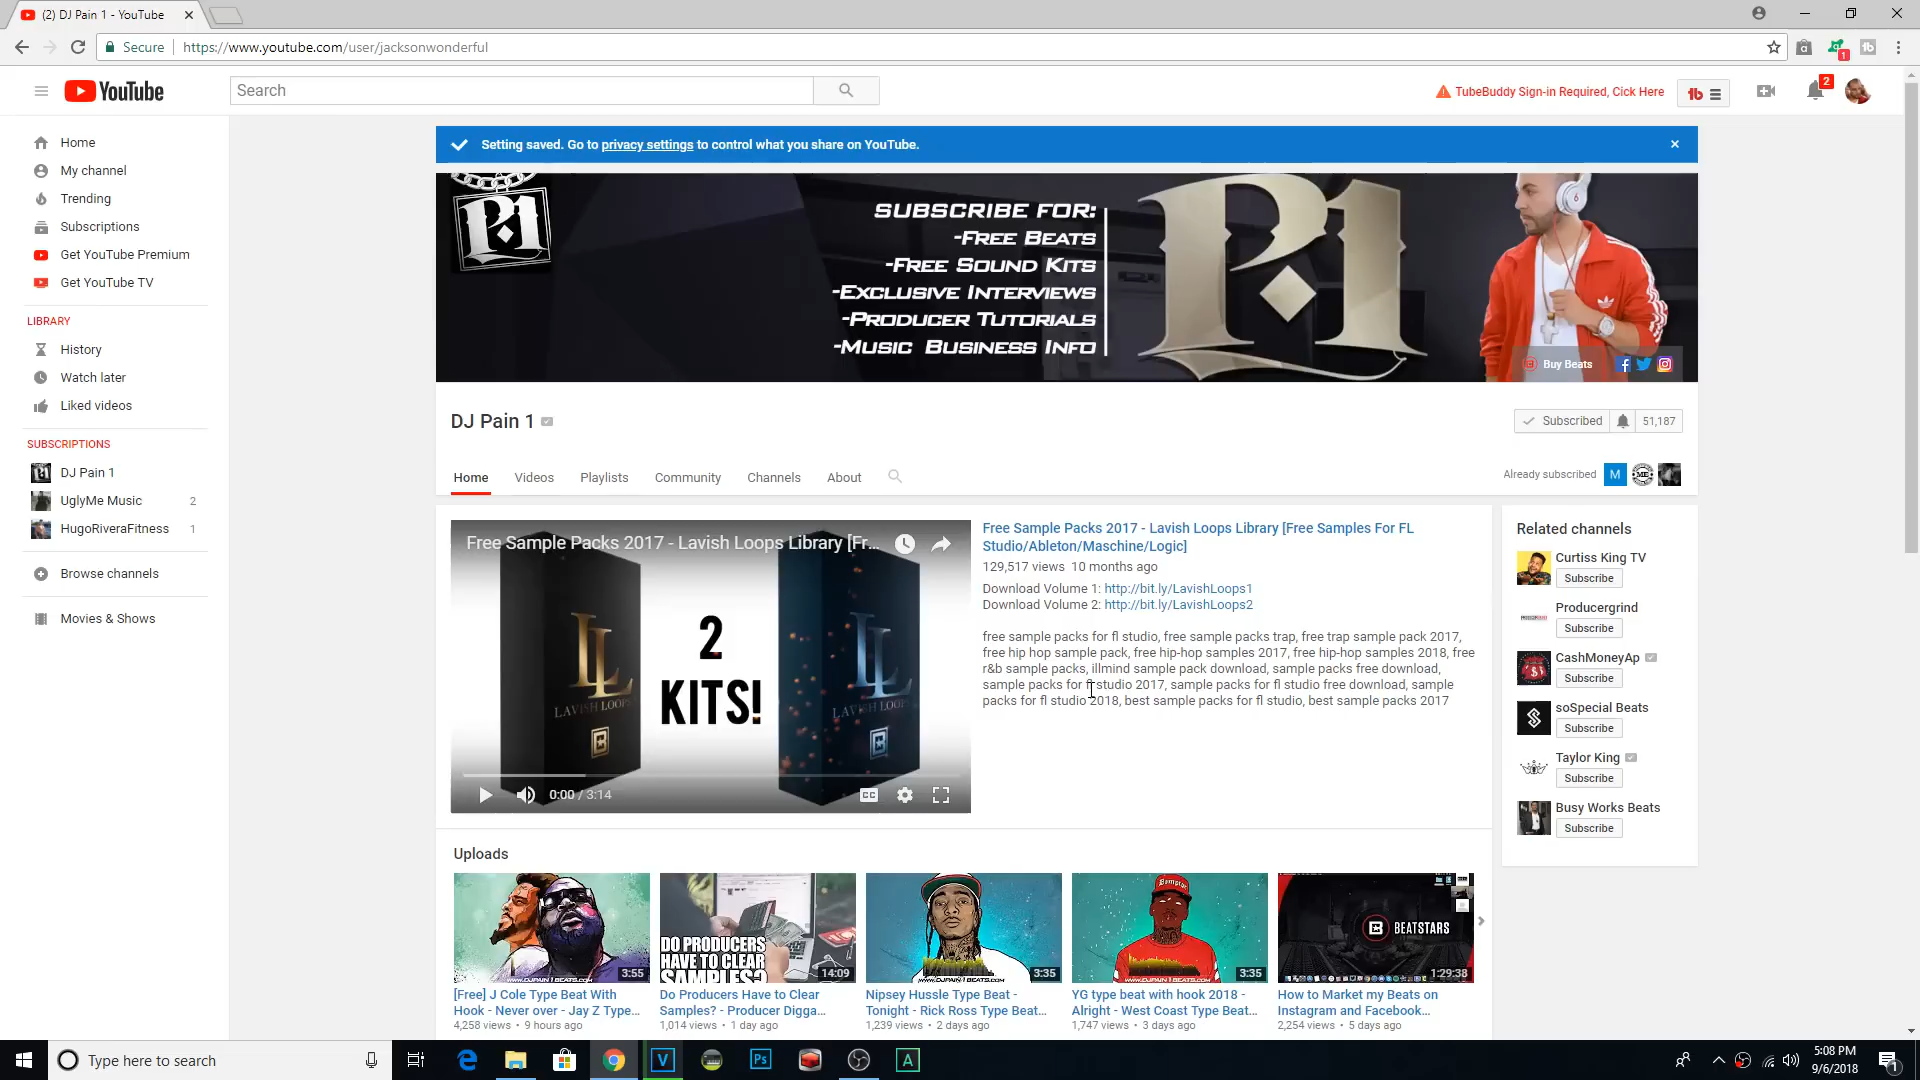 (2) DJ Pain 1 - YouTube
Secure
https://www.youtube.com/user/jacksonwonderful
1
YouTube
Search
TubeBuddy Sign-in Required, Cick Here
2
Home
My channel
Trending
Subscriptions
Get YouTube Premium
Get YouTube TV
LIBRARY
History
Watch later
Liked videos
SUBSCRIPTIONS
DJ Pain 1
UglyMe Music 2
HugoRiveraFitness 1
Browse channels
Movies & Shows
Setting saved. Go to privacy settings to control what you share on YouTube.
P1
SUBSCRIBE FOR:
-FREE BEATS
-FREE SOUND KITS
-EXCLUSIVE INTERVIEWS
-PRODUCER TUTORIALS
-MUSIC BUSINESS INFO
P1
Buy Beats
DJ Pain 1
Subscribed 51,187
Home Videos Playlists Community Channels About
Already subscribed M ME
Free Sample Packs 2017 - Lavish Loops Library [Fr...
LL
LAVISH LOOPS
2
KITS!
LL
LAVISH LOOPS
0:00 / 3:14
CC
Free Sample Packs 2017 - Lavish Loops Library [Free Samples For FL
Studio/Ableton/Maschine/Logic]
129,517 views 10 months ago
Download Volume 1: http://bit.ly/LavishLoops1
Download Volume 2: http://bit.ly/LavishLoops2
free sample packs for fl studio, free sample packs trap, free trap sample pack 2017,
free hip hop sample pack, free hip-hop samples 2017, free hip-hop samples 2018, free
r&b sample packs, illmind sample pack download, sample packs free download,
sample packs for fl studio 2017, sample packs for fl studio free download, sample
packs for fl studio 2018, best sample packs for fl studio, best sample packs 2017
Related channels
Curtiss King TV
Subscribe
Producergrind
Subscribe
CashMoneyAp
Subscribe
soSpecial Beats
Subscribe
Taylor King
Subscribe
Busy Works Beats
Subscribe
Uploads
3:55
DO PRODUCERS
HAVE TO CLEAR
SAMPLES?
14:09
3:35
3:35
BEATSTARS
1:29:38
[Free] J Cole Type Beat With
Hook - Never over - Jay Z Type...
4,258 views • 9 hours ago
Do Producers Have to Clear
Samples? - Producer Digga...
1,014 views • 1 day ago
Nipsey Hussle Type Beat -
Tonight - Rick Ross Type Beat...
1,239 views • 2 days ago
YG type beat with hook 2018 -
Alright - West Coast Type Beat...
1,747 views • 3 days ago
How to Market my Beats on
Instagram and Facebook...
2,254 views • 5 days ago
Type here to search
V
Ps
A
5:08 PM
9/6/2018
1